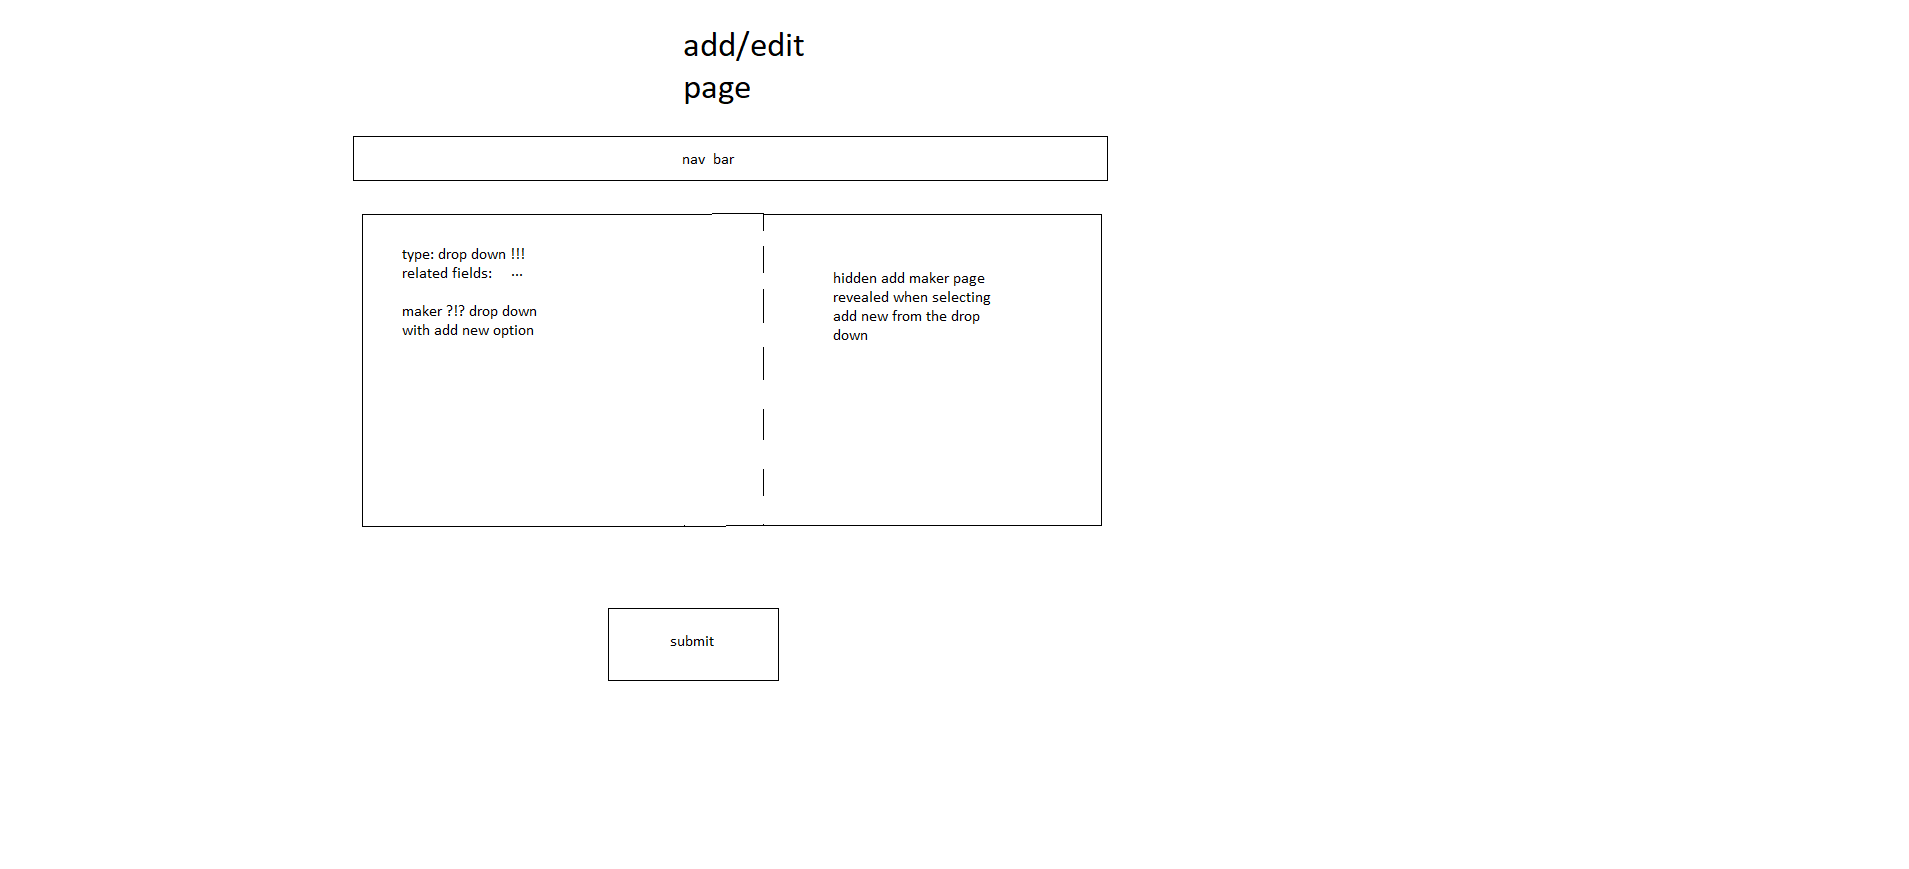 add/edit
page
nav  bar
type: drop down !!!
related fields:     ...
maker ?!? drop down
with add new option
hidden add maker page
revealed when selecting
add new from the drop
down
submit